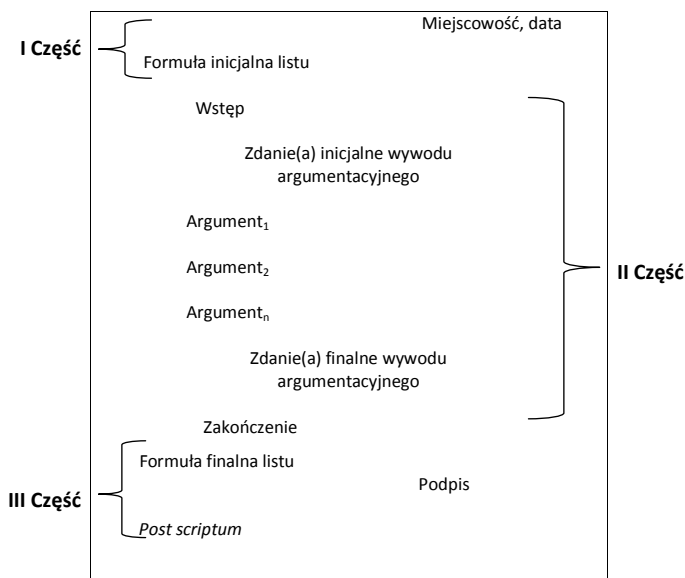 Miejscowość, data
I Część
Formuła inicjalna listu
Wstęp
Zdanie(a) inicjalne wywodu
argumentacyjnego
Argument₁
Argument₂
II Część
Argumentₙ
Zdanie(a) finalne wywodu
argumentacyjnego
Zakończenie
Formuła finalna listu
Podpis
III Część
Post scriptum